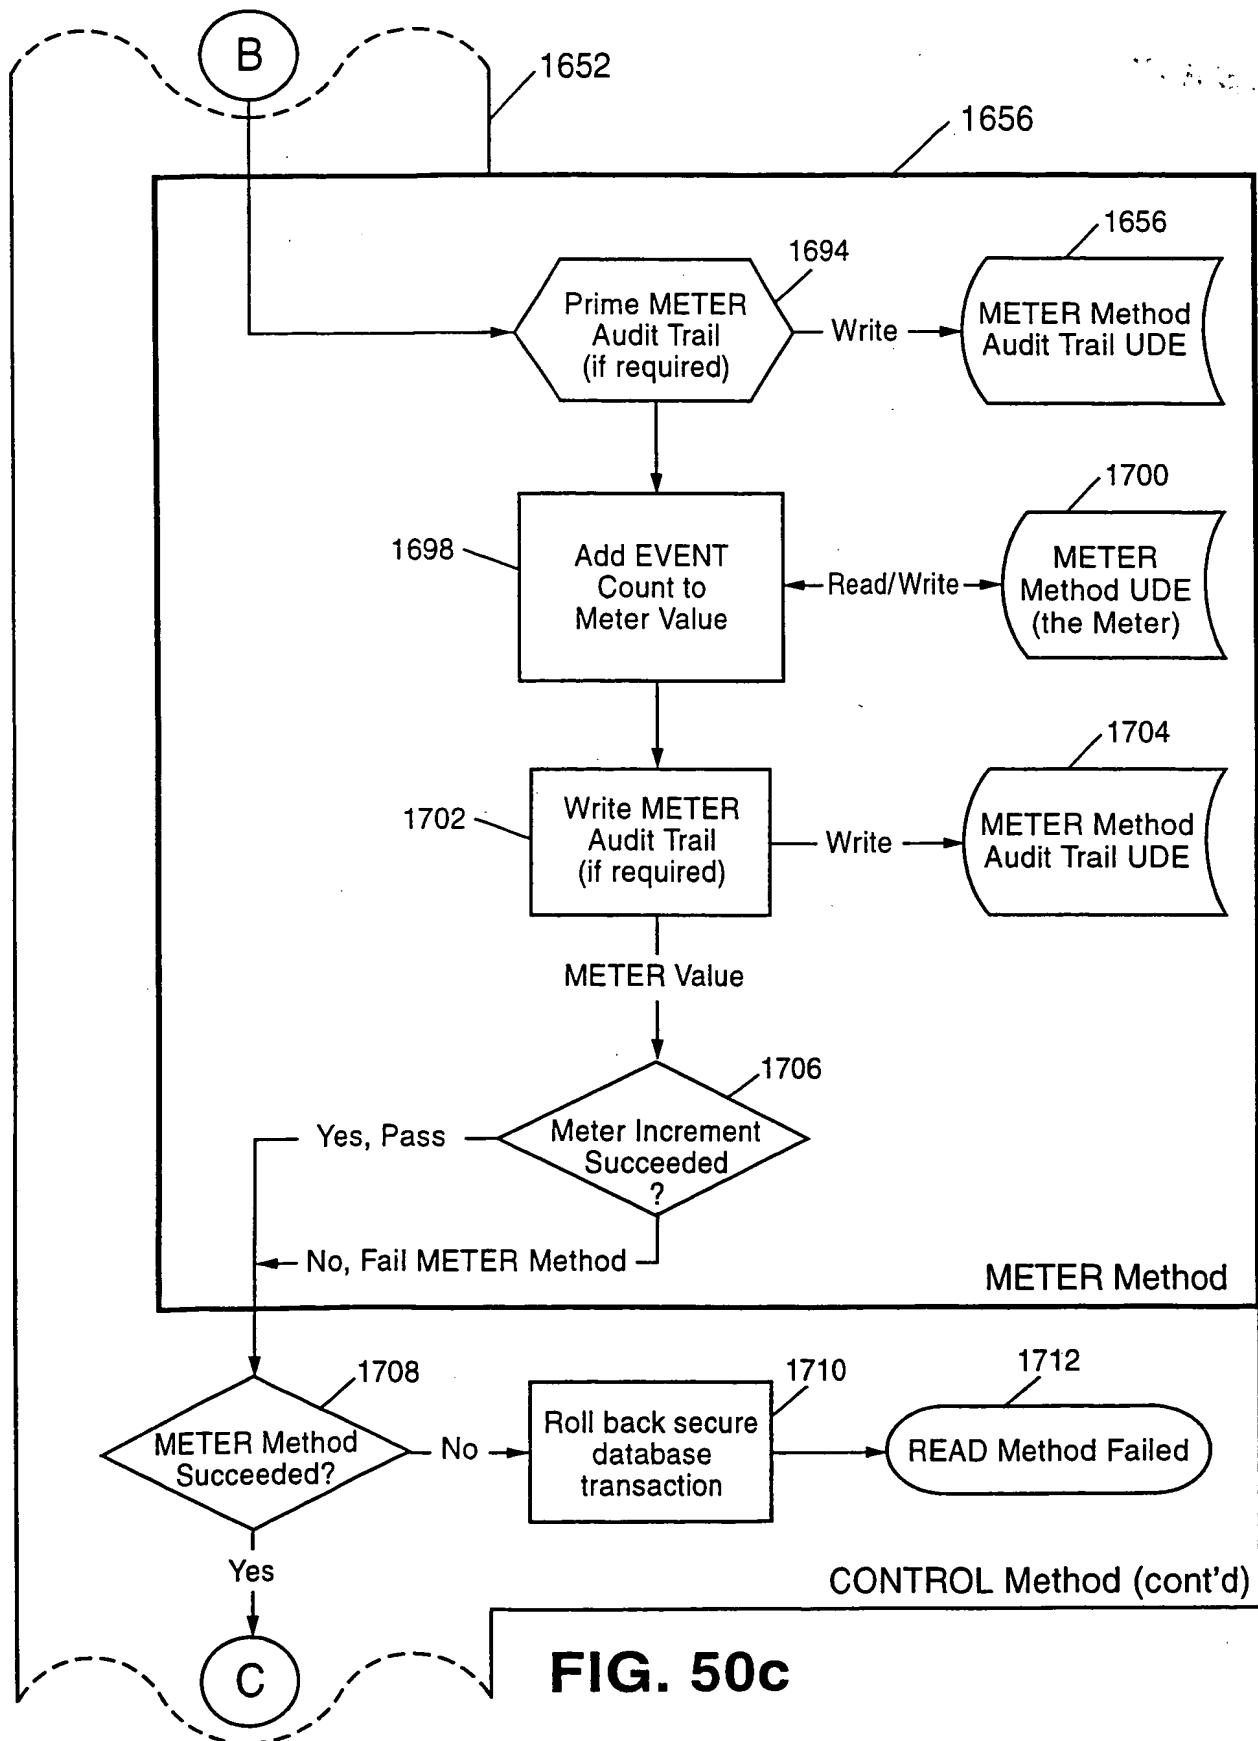 B
1652
1656
1694
Prime METER
Audit Trail
(if required)
Write
1656
METER Method
Audit Trail UDE
1698
Add EVENT
Count to
Meter Value
Read/Write
1700
METER
Method UDE
(the Meter)
1702
Write METER
Audit Trail
(if required)
Write
1704
METER Method
Audit Trail UDE
METER Value
1706
Meter Increment
Succeeded
?
Yes, Pass
No, Fail METER Method
METER Method
1708
METER Method
Succeeded?
No
1710
Roll back secure
database
transaction
1712
READ Method Failed
Yes
CONTROL Method (cont'd)
C
FIG. 50c